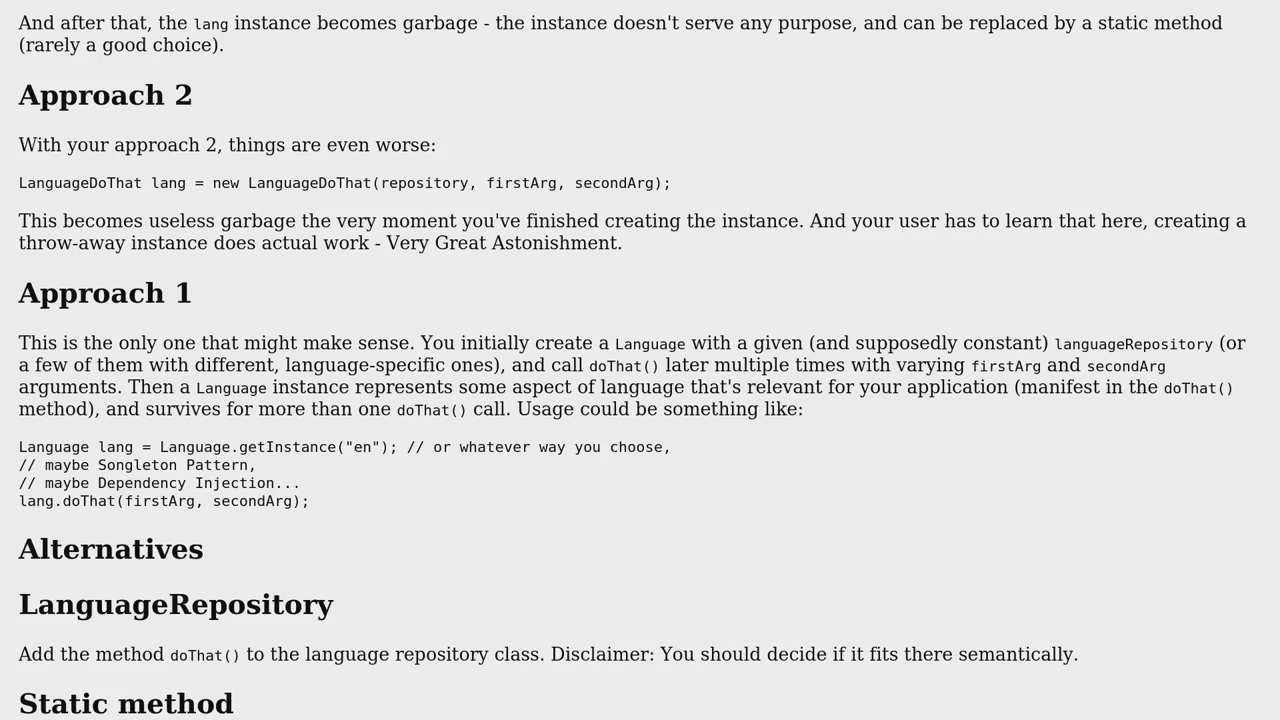 And after that, the lang instance becomes garbage - the instance doesn't serve any purpose, and can be replaced by a static method
(rarely a good choice).
Approach 2
With your approach 2, things are even worse:
LanguageDoThat lang = new LanguageDoThat(repository, firstArg, secondArg);
This becomes useless garbage the very moment you've finished creating the instance. And your user has to learn that here, creating a
throw-away instance does actual work - Very Great Astonishment.
Approach 1
This is the only one that might make sense. You initially create a Language with a given (and supposedly constant) languageRepository (or
a few of them with different, language-specific ones), and call doThat() later multiple times with varying firstArg and secondArg
arguments. Then a Language instance represents some aspect of language that's relevant for your application (manifest in the doThat()
method), and survives for more than one doThat() call. Usage could be something like:
Language lang = Language.getInstance("en"); // or whatever way you choose,
// maybe Songleton Pattern,
// maybe Dependency Injection...
lang.doThat(firstArg, secondArg);
Alternatives
LanguageRepository
Add the method doThat() to the language repository class. Disclaimer: You should decide if it fits there semantically.
Static method